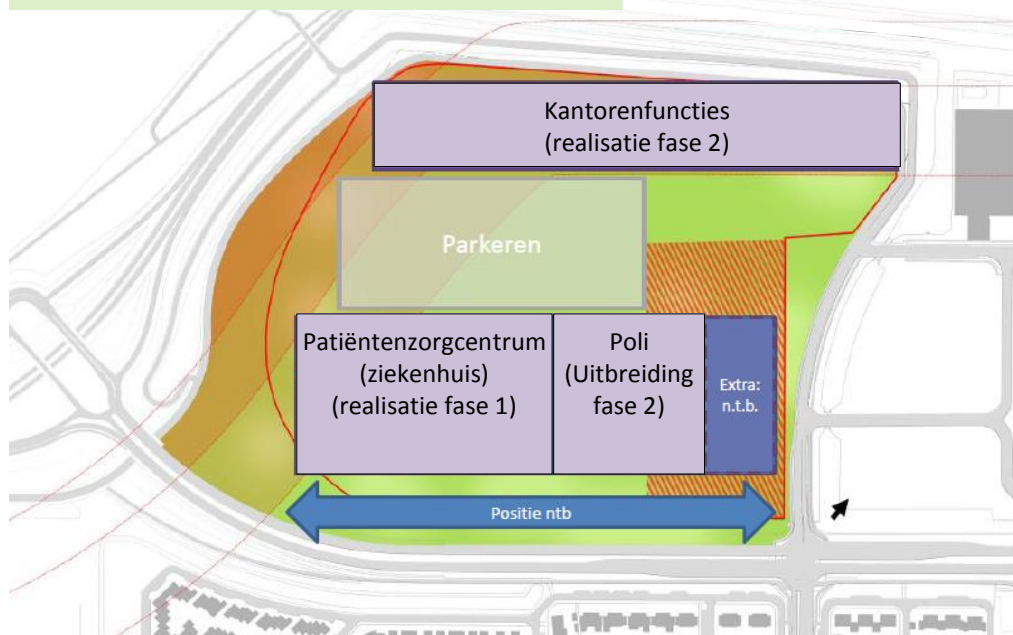 Kantorenfuncties
(realisatie fase 2)
Parkeren
Patiëntenzorgcentrum
(ziekenhuis)
(realisatie fase 1)
Poli
(Uitbreiding
fase 2)
Extra:
n.t.b.
Positie ntb